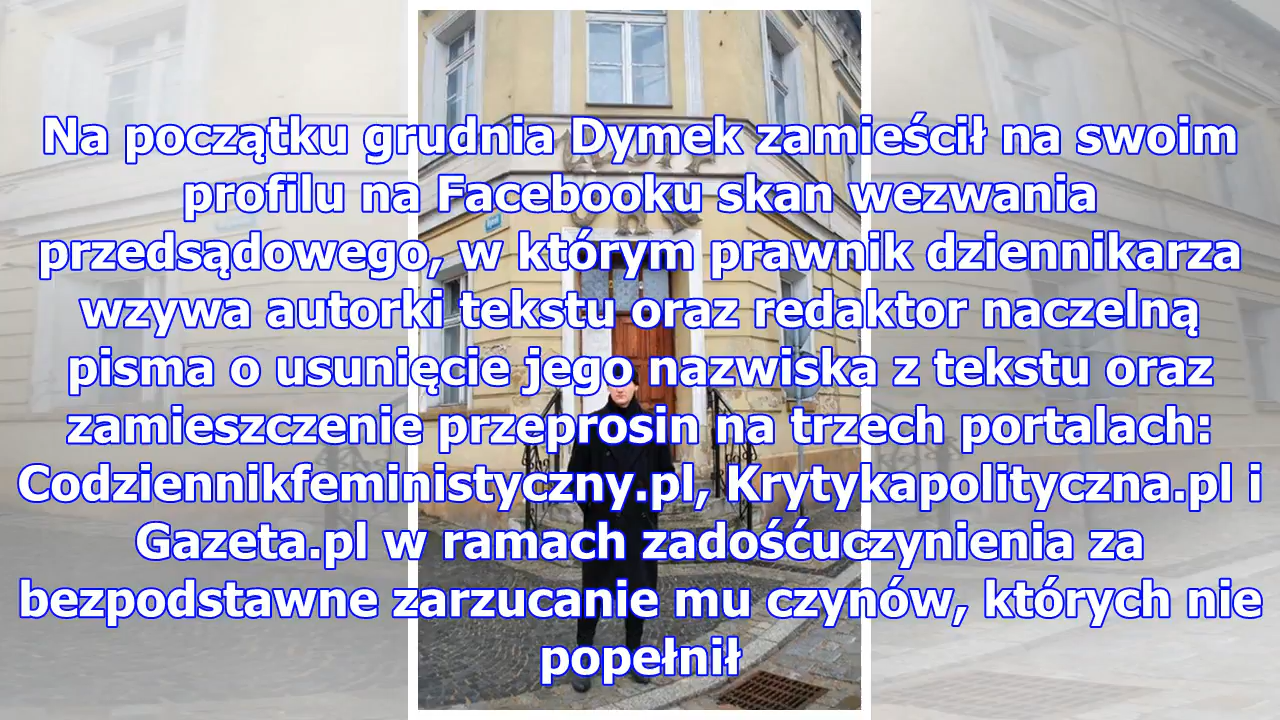 Na początku grudnia Dymek zamieścił na swoim
profilu na Facebooku skan wezwania
przedsądowego, w którym prawnik dziennikarza
wzywa autorki tekstu oraz redaktor naczelną
pisma o usunięcie jego nazwiska z tekstu oraz
zamieszczenie przeprosin na trzech portalach:
Codziennikfeministyczny.pl, Krytykapolityczna.pl i
Gazeta.pl w ramach zadośćuczynienia za
bezpodstawne zarzucanie mu czynów, których nie
popełnił